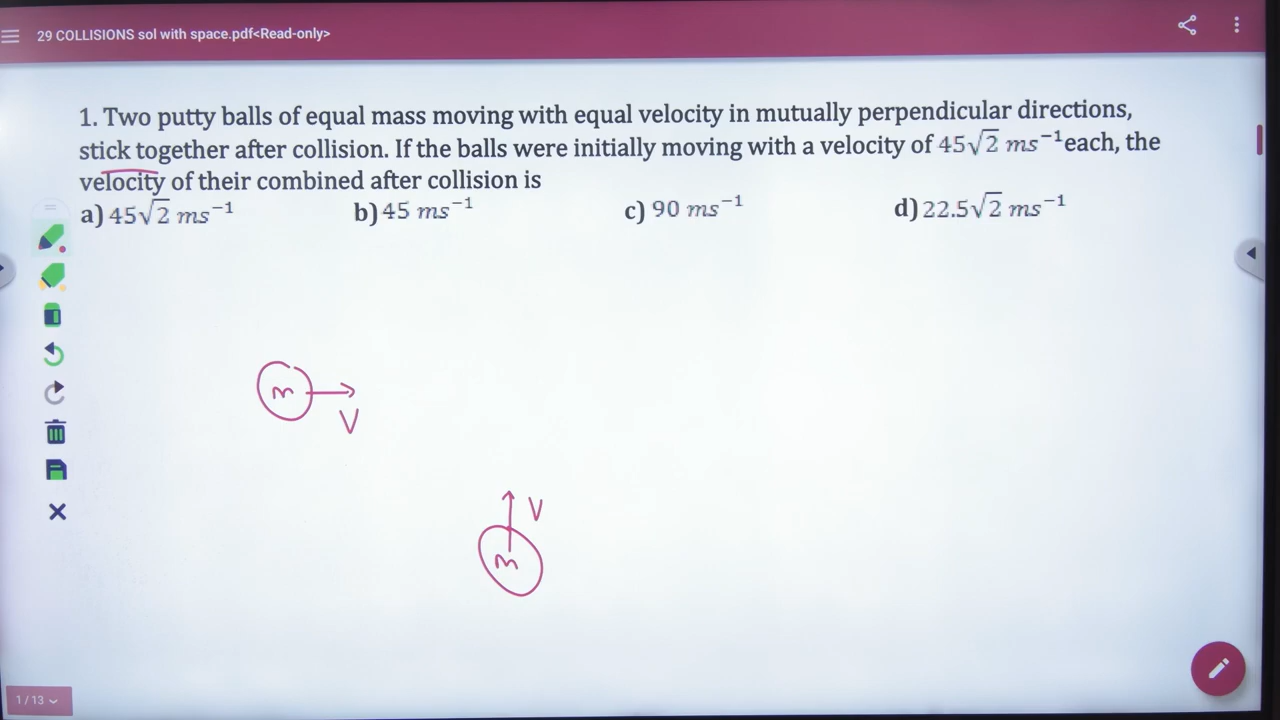 29 COLLISIONS sol with space.pdf<Read-only>
1. Two putty balls of equal mass moving with equal velocity in mutually perpendicular directions,
stick together after collision. If the balls were initially moving with a velocity of 45√2 ms⁻¹each, the
velocity of their combined after collision is
a) 45√2 ms⁻¹ b) 45 ms⁻¹ c) 90 ms⁻¹ d) 22.5√2 ms⁻¹
m
V
V
m
1 / 13